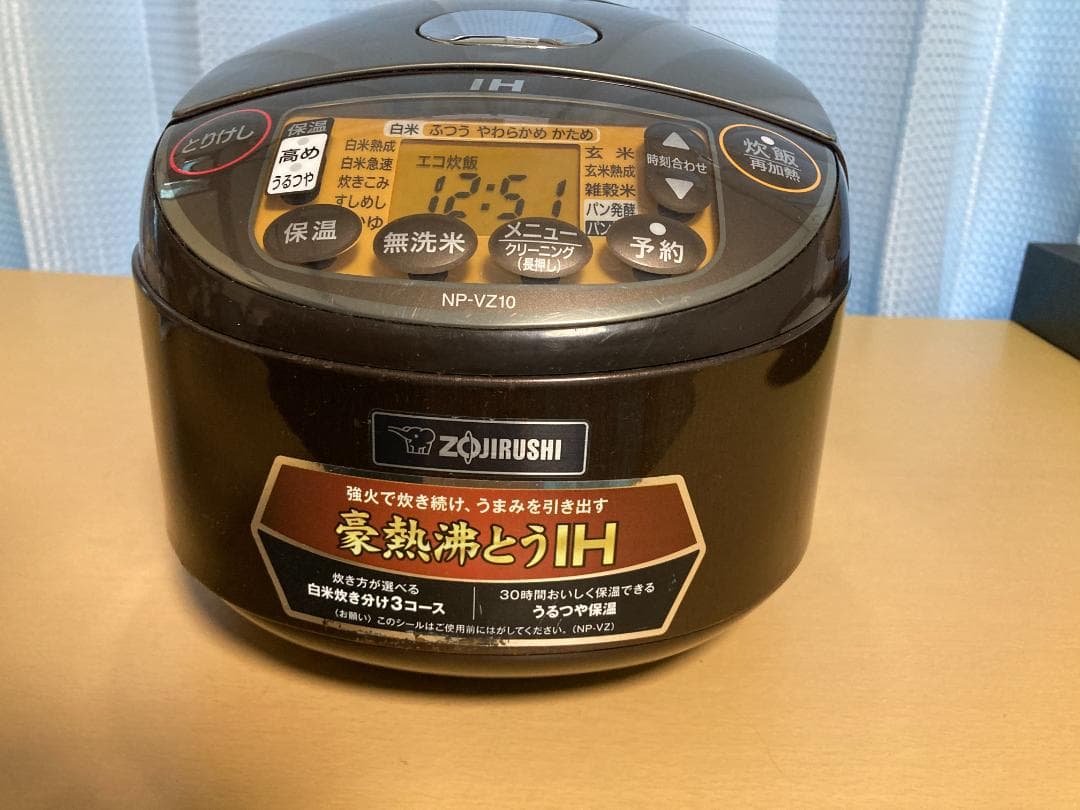 IH
とりけし
保温
高め
うるつや
白米 ふつう やわらかめ かため
白米熟成
白米急速
炊きこみ
すしめし
かゆ
エコ炊飯
12:51
玄米
玄米熟成
雑穀米
パン発酵
パン
▲
時刻合わせ
▼
炊飯
再加熱
保温
無洗米
メニュー
クリーニング
(長押し)
予約
NP-VZ10
ZOJIRUSHI
強火で炊き続け、うまみを引き出す
豪熱沸とうIH
炊き方が選べる
白米炊き分け3コース
30時間おいしく保温できる
うるつや保温
(お願い) このシールはご使用前にはがしてください。(NP-VZ)